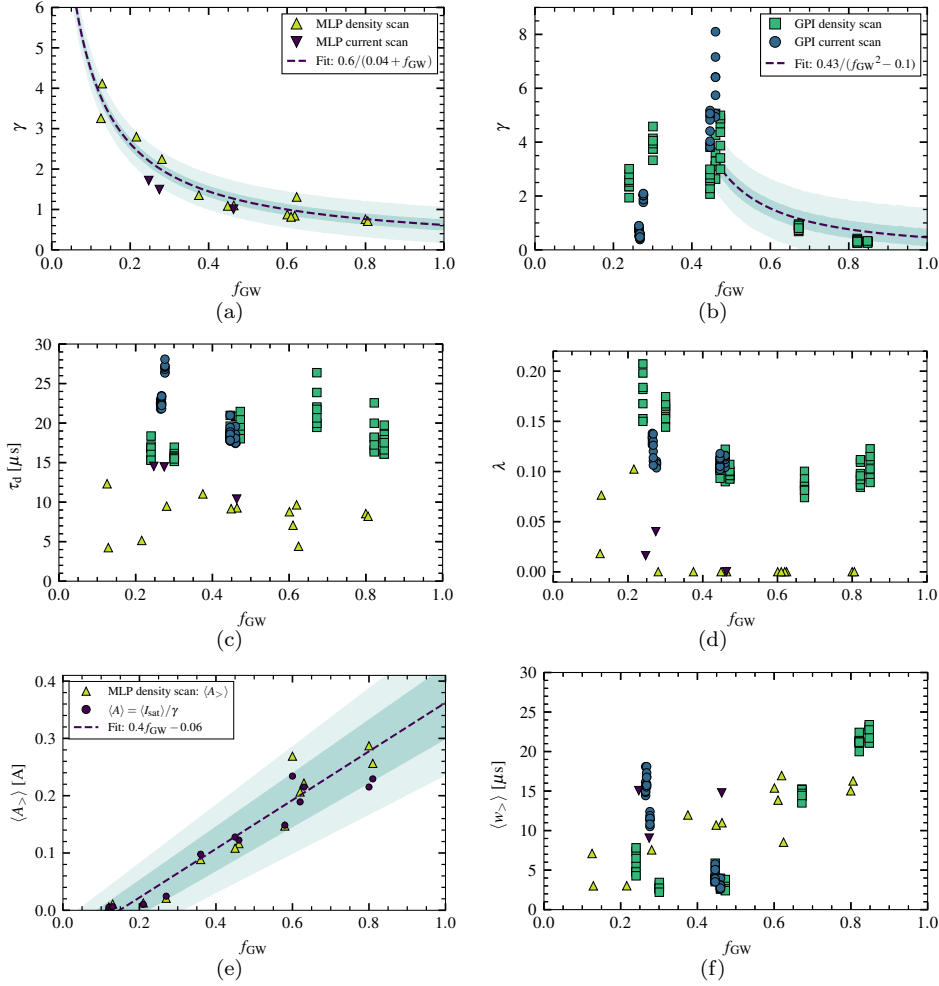 6
5
4
3
2
1
0
γ
0.0 0.2 0.4 0.6 0.8 1.0
f_GW
MLP density scan
MLP current scan
Fit: 0.6/(0.04 + f_GW)
(a)
8
6
4
2
0
γ
0.0 0.2 0.4 0.6 0.8 1.0
f_GW
GPI density scan
GPI current scan
Fit: 0.43/(f_GW² − 0.1)
(b)
30
25
20
15
10
5
0
τ_d [μs]
0.0 0.2 0.4 0.6 0.8 1.0
f_GW
(c)
0.20
0.15
0.10
0.05
0.00
λ
0.0 0.2 0.4 0.6 0.8 1.0
f_GW
(d)
0.4
0.3
0.2
0.1
0.0
⟨A_>⟩ [A]
0.0 0.2 0.4 0.6 0.8 1.0
f_GW
MLP density scan: ⟨A_>⟩
⟨A⟩ = ⟨I_sat⟩/γ
Fit: 0.4f_GW − 0.06
(e)
30
25
20
15
10
5
0
⟨w_>⟩ [μs]
0.0 0.2 0.4 0.6 0.8 1.0
f_GW
(f)